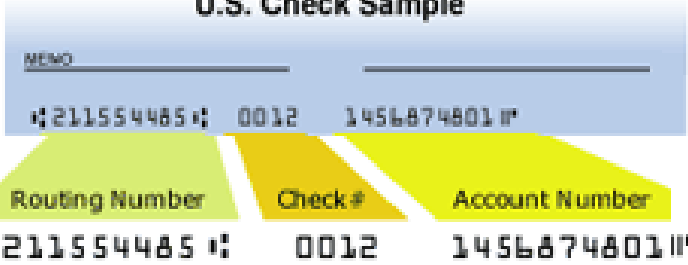 U.S. Check Sample
MEMO
⑆211554485⑆ 0012 1456874801⑈
Routing Number Check# Account Number
211554485⑆ 0012 1456874801⑈